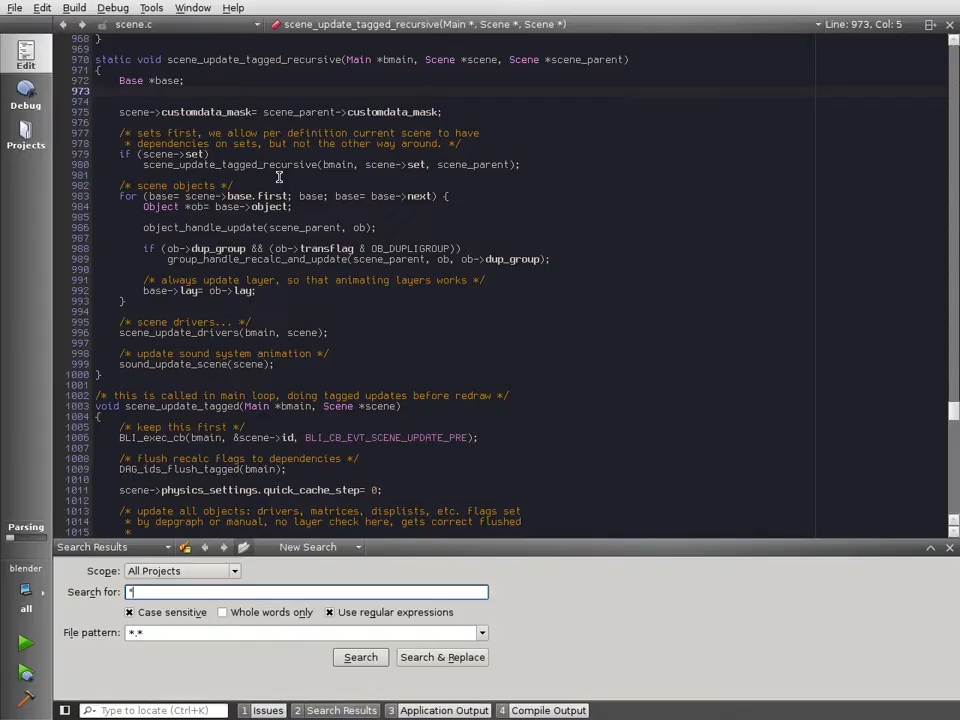 File Edit Build Debug Tools Window Help
scene.c scene_update_tagged_recursive(Main *, Scene *, Scene *) Line: 973, Col: 5
968 }
969
970 static void scene_update_tagged_recursive(Main *bmain, Scene *scene, Scene *scene_parent)
971 {
972     Base *base;
973
974
975     scene->customdata_mask= scene_parent->customdata_mask;
976
977     /* sets first, we allow per definition current scene to have
978      * dependencies on sets, but not the other way around. */
979     if (scene->set)
980         scene_update_tagged_recursive(bmain, scene->set, scene_parent);
981
982     /* scene objects */
983     for (base= scene->base.first; base; base= base->next) {
984         Object *ob= base->object;
985
986         object_handle_update(scene_parent, ob);
987
988         if (ob->dup_group && (ob->transflag & OB_DUPLIGROUP))
989             group_handle_recalc_and_update(scene_parent, ob, ob->dup_group);
990
991         /* always update layer, so that animating layers works */
992         base->lay= ob->lay;
993     }
994
995     /* scene drivers... */
996     scene_update_drivers(bmain, scene);
997
998     /* update sound system animation */
999     sound_update_scene(scene);
1000 }
1001
1002 /* this is called in main loop, doing tagged updates before redraw */
1003 void scene_update_tagged(Main *bmain, Scene *scene)
1004 {
1005     /* keep this first */
1006     BLI_exec_cb(bmain, &scene->id, BLI_CB_EVT_SCENE_UPDATE_PRE);
1007
1008     /* flush recalc flags to dependencies */
1009     DAG_ids_flush_tagged(bmain);
1010
1011     scene->physics_settings.quick_cache_step= 0;
1012
1013     /* update all objects: drivers, matrices, displists, etc. flags set
1014      * by depgraph or manual, no layer check here, gets correct flushed
1015      *
Edit
Debug
Projects
Parsing
blender
all
Search Results New Search
Scope: All Projects
Search for: *
Case sensitive Whole words only Use regular expressions
File pattern: *.*
Search Search & Replace
Type to locate (Ctrl+K) 1 Issues 2 Search Results 3 Application Output 4 Compile Output